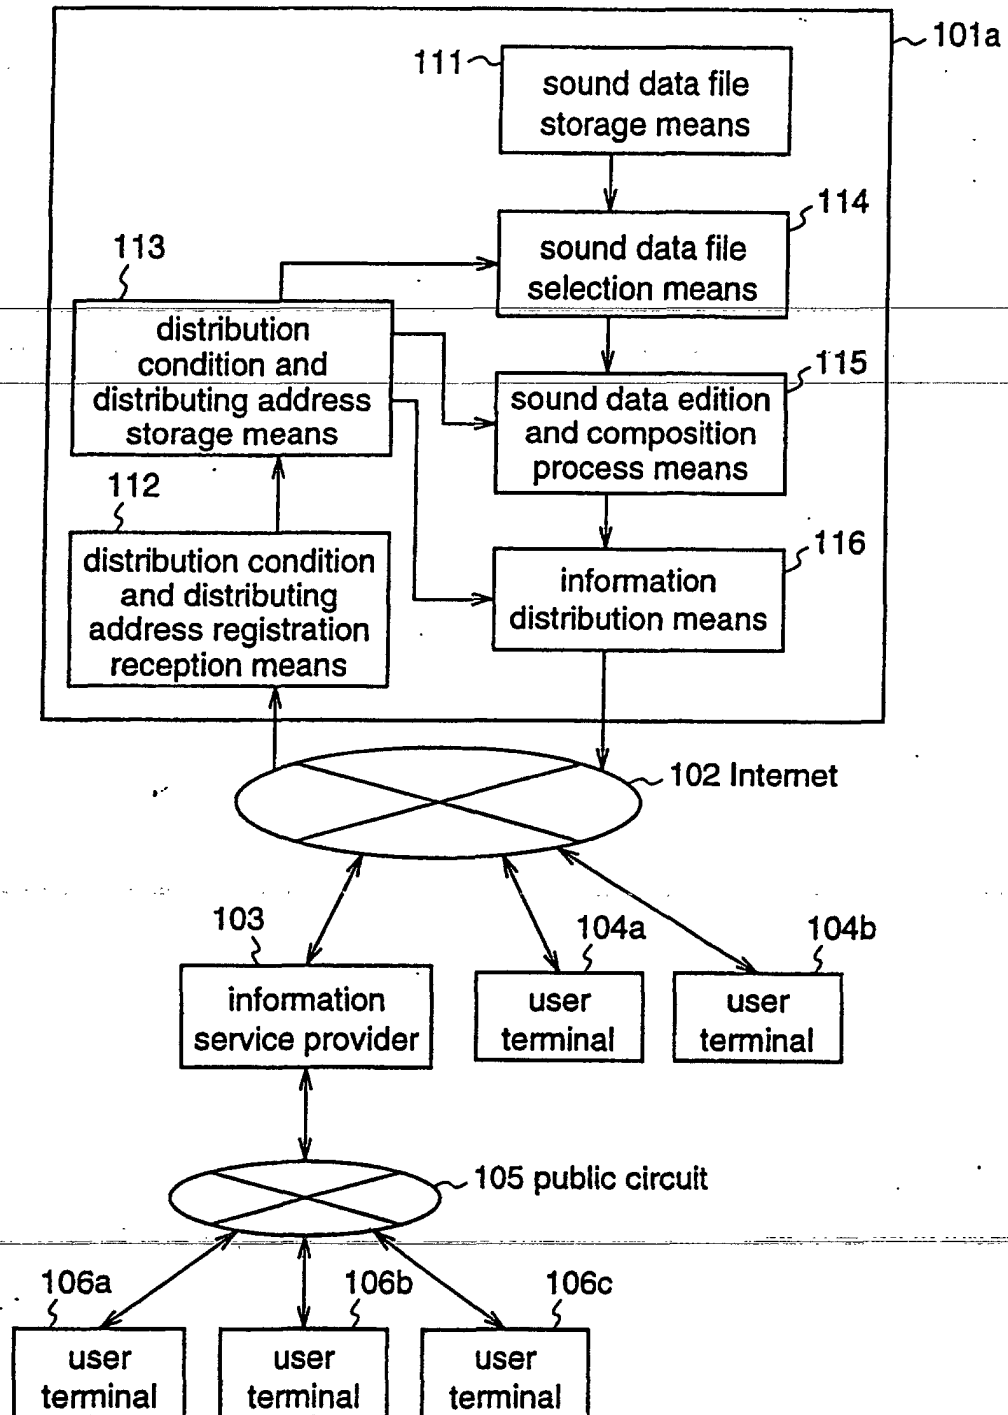 101a
111
sound data file
storage means
114
sound data file
selection means
113
distribution
condition and
distributing address
storage means
115
sound data edition
and composition
process means
112
distribution condition
and distributing
address registration
reception means
116
information
distribution means
102 Internet
103
information
service provider
104a
user
terminal
104b
user
terminal
105 public circuit
106a
user
terminal
106b
user
terminal
106c
user
terminal